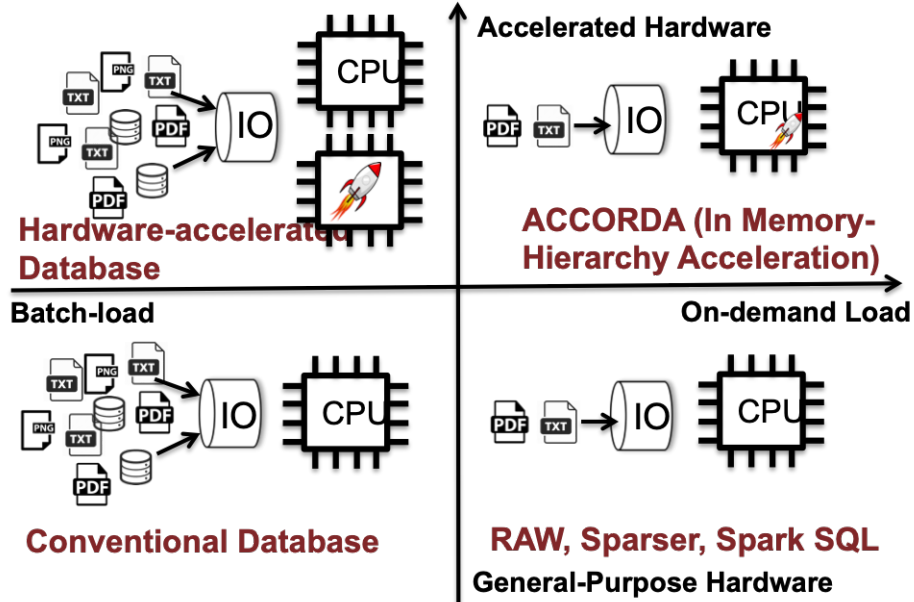 Accelerated Hardware
PNG
TXT
TXT
CPU
IO
PDF
PNG
TXT
PDF
PDF
TXT
IO
CPU
Hardware-accelerated
Database
ACCORDA (In Memory-
Hierarchy Acceleration)
Batch-load
On-demand Load
TXT
PNG
TXT
IO
CPU
PDF
PNG
TXT
PDF
PDF
TXT
IO
CPU
Conventional Database
RAW, Sparser, Spark SQL
General-Purpose Hardware